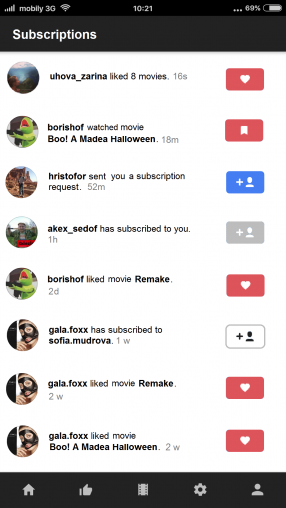 mobily 3G 10:21 69%
Subscriptions
uhova_zarina liked 8 movies. 16s
borishof watched movie
Boo! A Madea Halloween. 18m
hristofor sent you a subscription
request. 52m
akex_sedof has subscribed to you.
1h
borishof liked movie Remake.
2d
gala.foxx has subscribed to
sofia.mudrova. 1 w
gala.foxx liked movie Remake.
2 w
gala.foxx liked movie
Boo! A Madea Halloween. 2 w